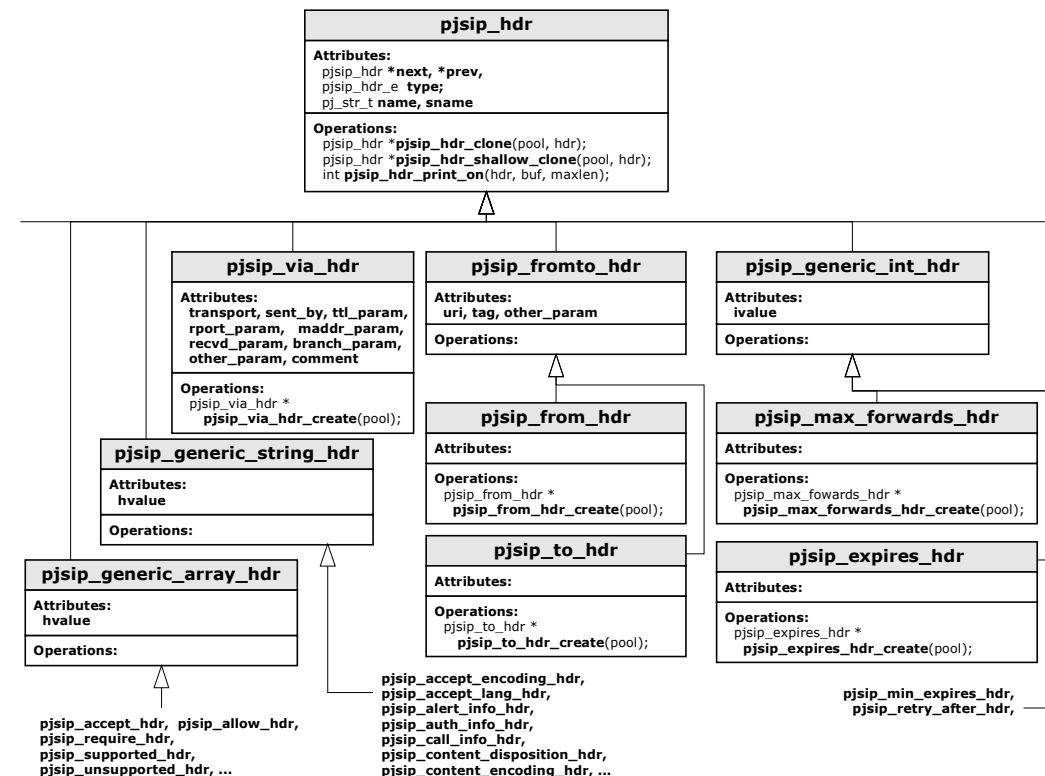 pjsip_hdr
Attributes:
pjsip_hdr *next, *prev,
pjsip_hdr_e type;
pj_str_t name, sname
Operations:
pjsip_hdr *pjsip_hdr_clone(pool, hdr);
pjsip_hdr *pjsip_hdr_shallow_clone(pool, hdr);
int pjsip_hdr_print_on(hdr, buf, maxlen);
pjsip_via_hdr
Attributes:
transport, sent_by, ttl_param,
rport_param, maddr_param,
recvd_param, branch_param,
other_param, comment
Operations:
pjsip_via_hdr *
pjsip_via_hdr_create(pool);
pjsip_fromto_hdr
Attributes:
uri, tag, other_param
Operations:
pjsip_generic_int_hdr
Attributes:
ivalue
Operations:
pjsip_from_hdr
Attributes:
Operations:
pjsip_from_hdr *
pjsip_from_hdr_create(pool);
pjsip_max_forwards_hdr
Attributes:
Operations:
pjsip_max_fowards_hdr *
pjsip_max_forwards_hdr_create(pool);
pjsip_generic_string_hdr
Attributes:
hvalue
Operations:
pjsip_to_hdr
Attributes:
Operations:
pjsip_to_hdr *
pjsip_to_hdr_create(pool);
pjsip_expires_hdr
Attributes:
Operations:
pjsip_expires_hdr *
pjsip_expires_hdr_create(pool);
pjsip_generic_array_hdr
Attributes:
hvalue
Operations:
pjsip_accept_hdr, pjsip_allow_hdr,
pjsip_require_hdr,
pjsip_supported_hdr,
pjsip_unsupported_hdr, ...
pjsip_accept_encoding_hdr,
pjsip_accept_lang_hdr,
pjsip_alert_info_hdr,
pjsip_auth_info_hdr,
pjsip_call_info_hdr,
pjsip_content_disposition_hdr,
pjsip_content_encoding_hdr, ...
pjsip_min_expires_hdr,
pjsip_retry_after_hdr,